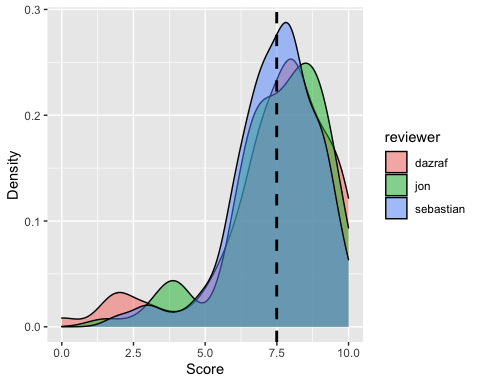 0.3
0.2
0.1
0.0
Density
0.0 2.5 5.0 7.5 10.0
Score
reviewer
dazraf
jon
sebastian